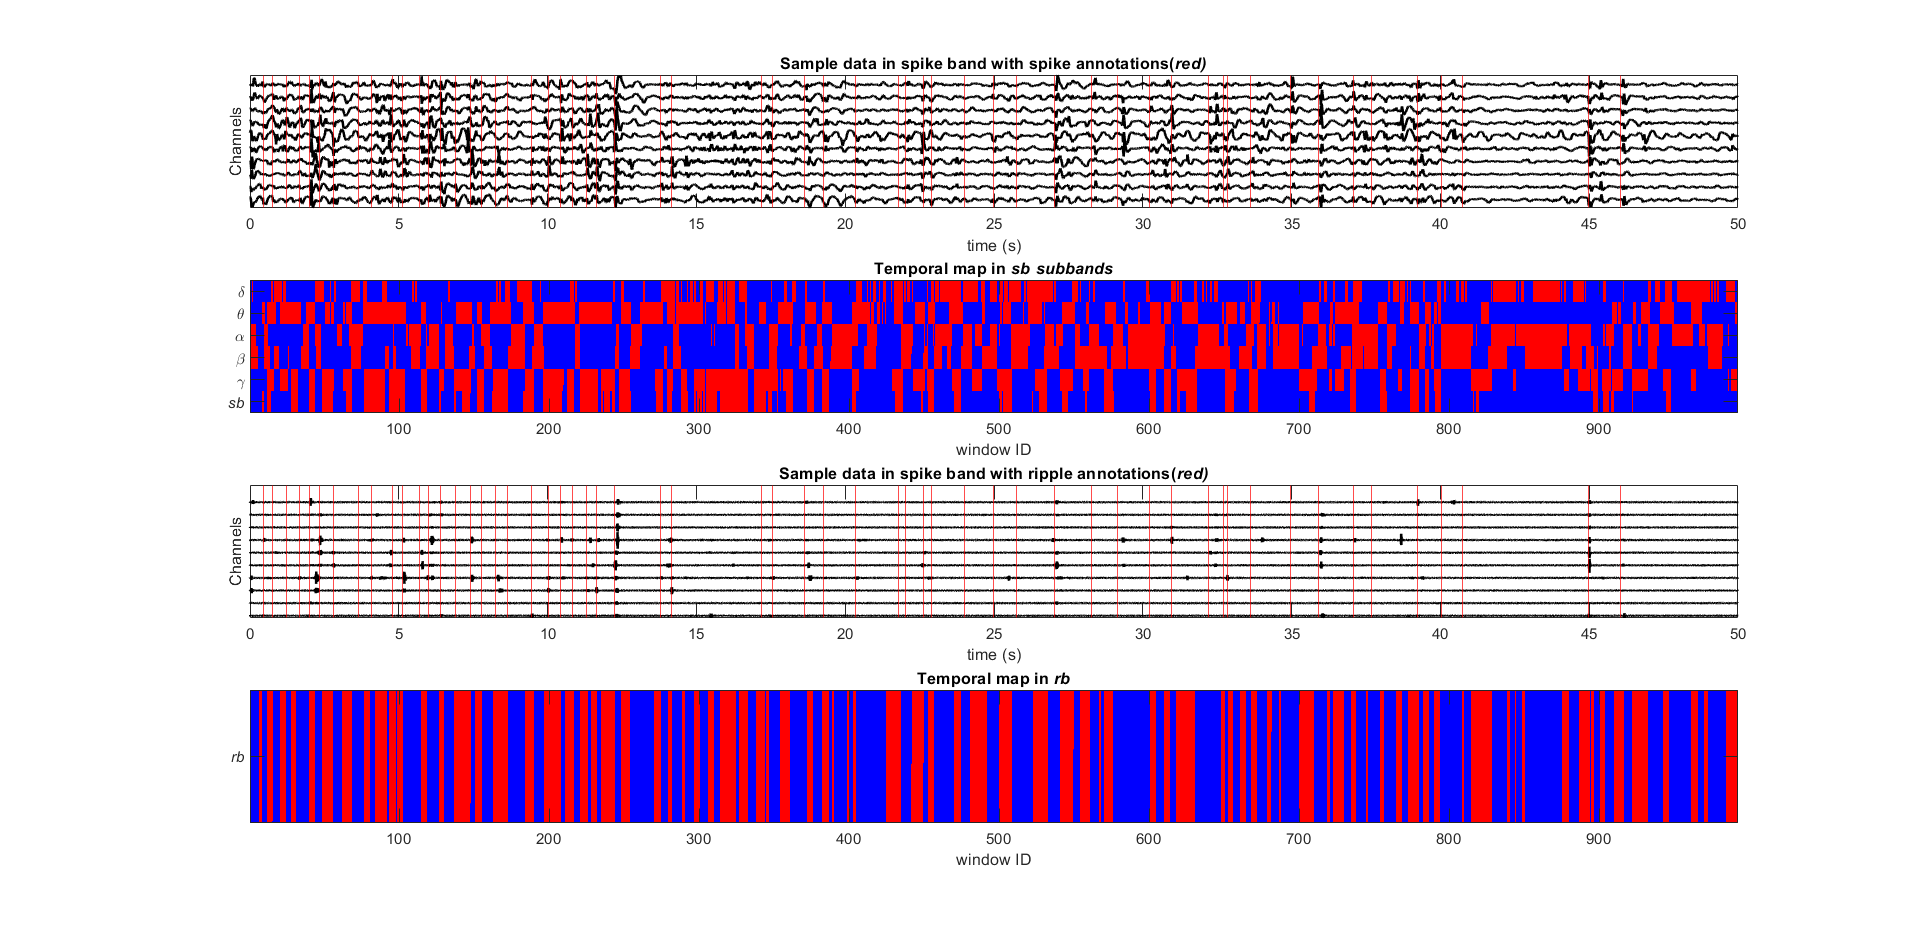 Sample data in spike band with spike annotations(red)
Channels
0 5 10 15 20 25 30 35 40 45 50
time (s)
Temporal map in sb subbands
δ
θ
α
β
γ
sb
100 200 300 400 500 600 700 800 900
window ID
Sample data in spike band with ripple annotations(red)
Channels
0 5 10 15 20 25 30 35 40 45 50
time (s)
Temporal map in rb
rb
100 200 300 400 500 600 700 800 900
window ID